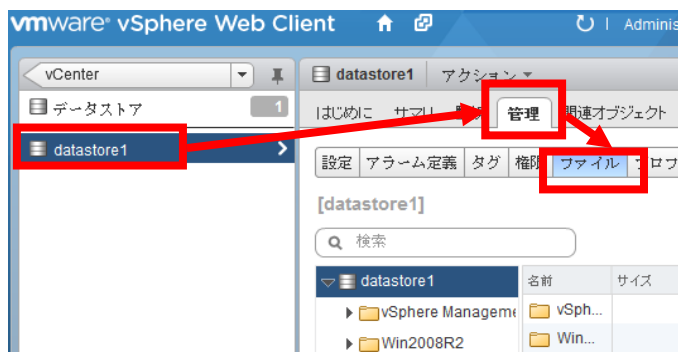 vmware® vSphere Web Client
Adminis
vCenter
データストア 1
datastore1
datastore1 アクション
はじめに サマリ 管理 関連オブジェクト
設定 アラーム定義 タグ 権限 ファイル
[datastore1]
検索
datastore1
vSphere Manageme
Win2008R2
名前 サイズ
vSph...
Win...